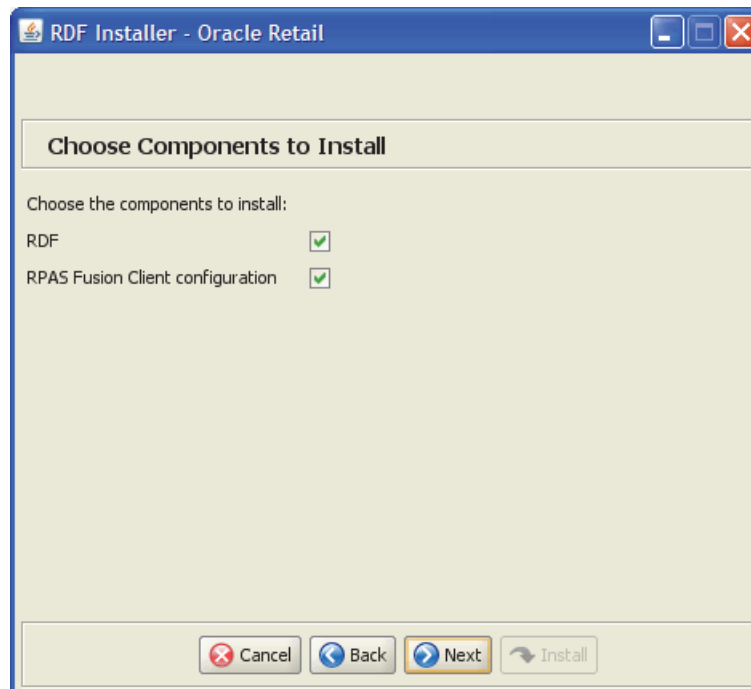 RDF Installer - Oracle Retail
Choose Components to Install
Choose the components to install:
RDF
RPAS Fusion Client configuration
Cancel Back Next Install